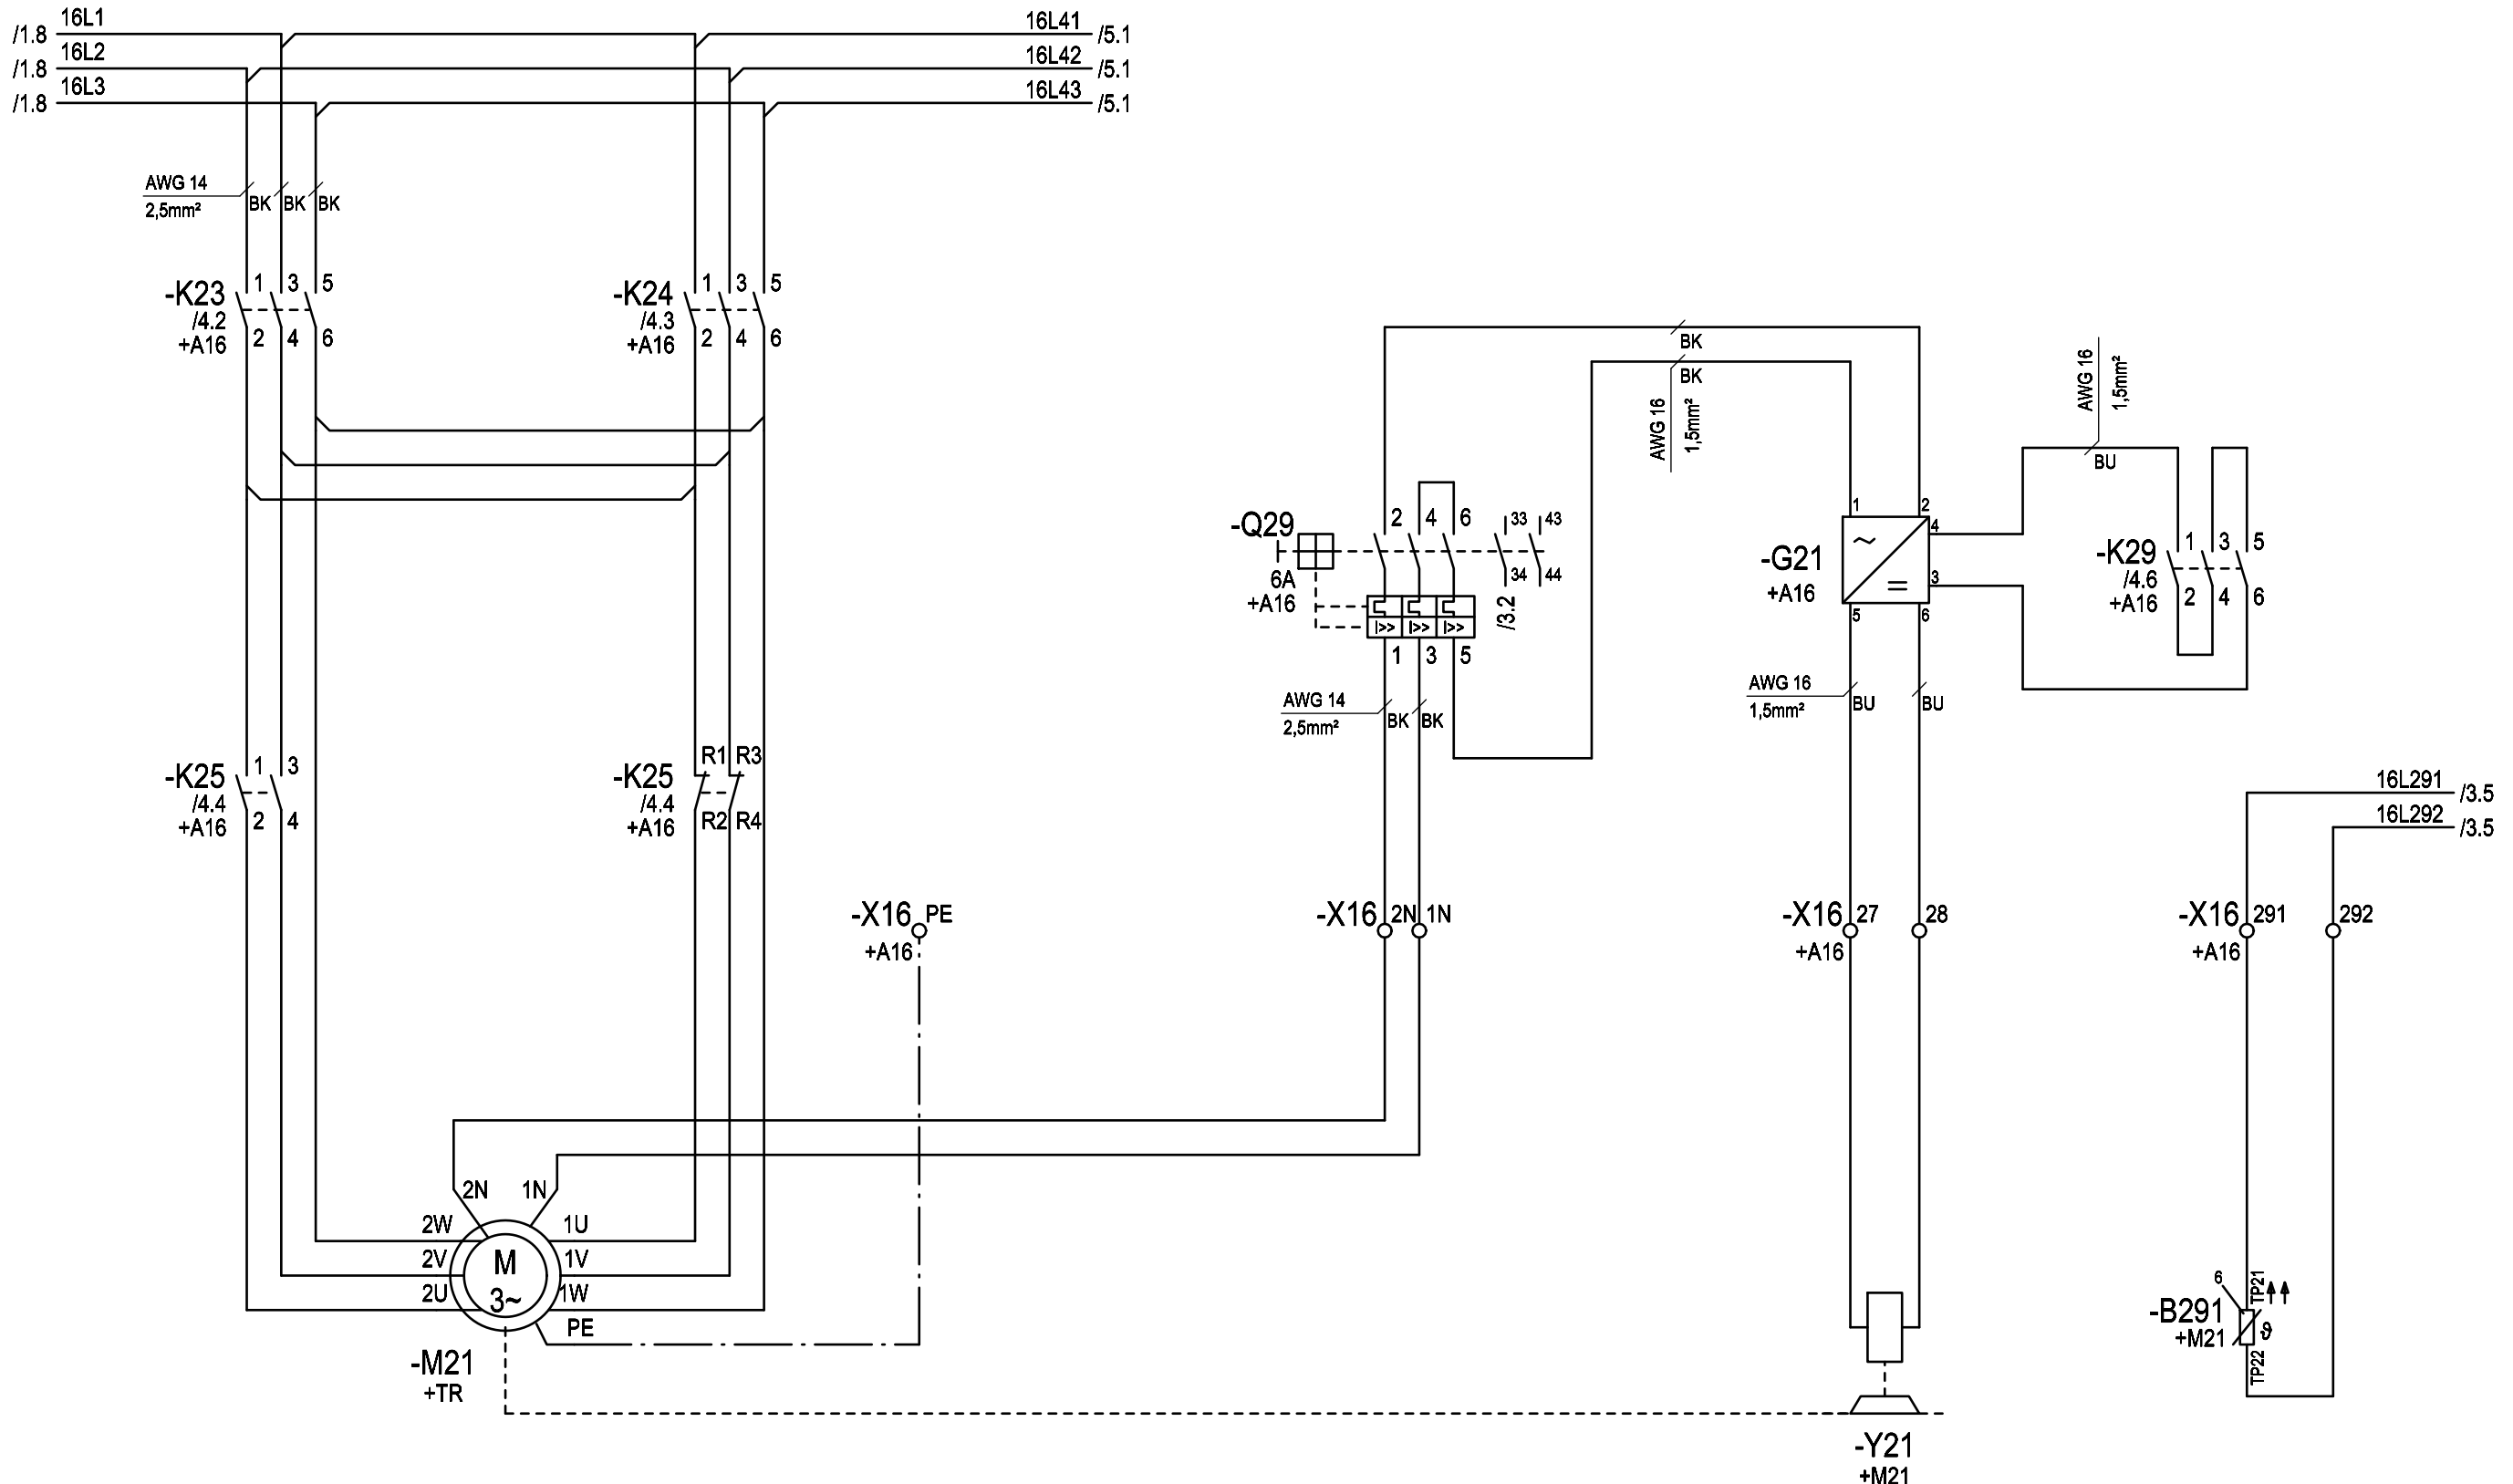 16L1
/1.8
16L2
/1.8
16L3
/1.8
16L41
/5.1
16L42
/5.1
16L43
/5.1
AWG 14
2,5mm²
BK BK BK
-K23
/4.2
+A16
1 3 5
2 4 6
-K24
/4.3
+A16
1 3 5
2 4 6
-K25
/4.4
+A16
1 3
2 4
-K25
/4.4
+A16
R1 R3
R2 R4
-X16 PE
+A16
2N 1N
2W 1U
2V 1V
2U 1W
M
3~
PE
-M21
+TR
-Q29
6A
+A16
2 4 6
33 43
34 44
/3.2
I>> I>> I>>
1 3 5
AWG 14
2,5mm²
BK BK
-X16 2N 1N
BK
BK
AWG 16
1,5mm²
-G21
+A16
1 2
4
3
5 6
~
=
AWG 16
1,5mm²
BU BU
-X16 27 28
+A16
-Y21
+M21
AWG 16
1,5mm²
BU
-K29
/4.6
+A16
1 3 5
2 4 6
16L291 /3.5
16L292 /3.5
-X16 291 292
+A16
6
TP21
-B291
+M21
ϑ
TP22